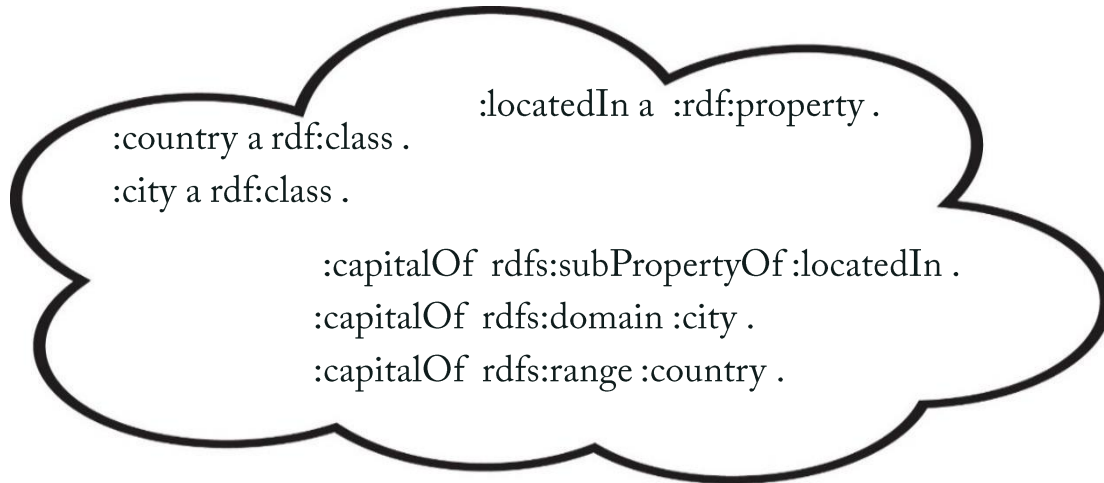 :locatedIn a :rdf:property .
:country a rdf:class .
:city a rdf:class .
:capitalOf rdfs:subPropertyOf :locatedIn .
:capitalOf rdfs:domain :city .
:capitalOf rdfs:range :country .